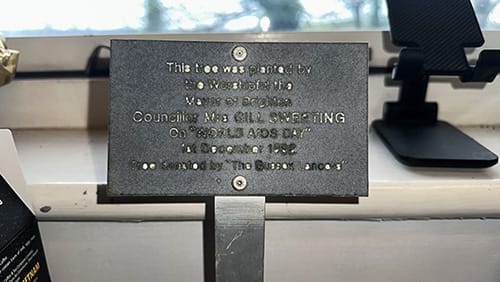 This tree was planted by
the Worshipful the
Mayor of Brighton
Councillor Mrs GILL SWEETING
On "WORLD AIDS DAY"
1st December 1992
Tree donated by "The Sussex Lancers"